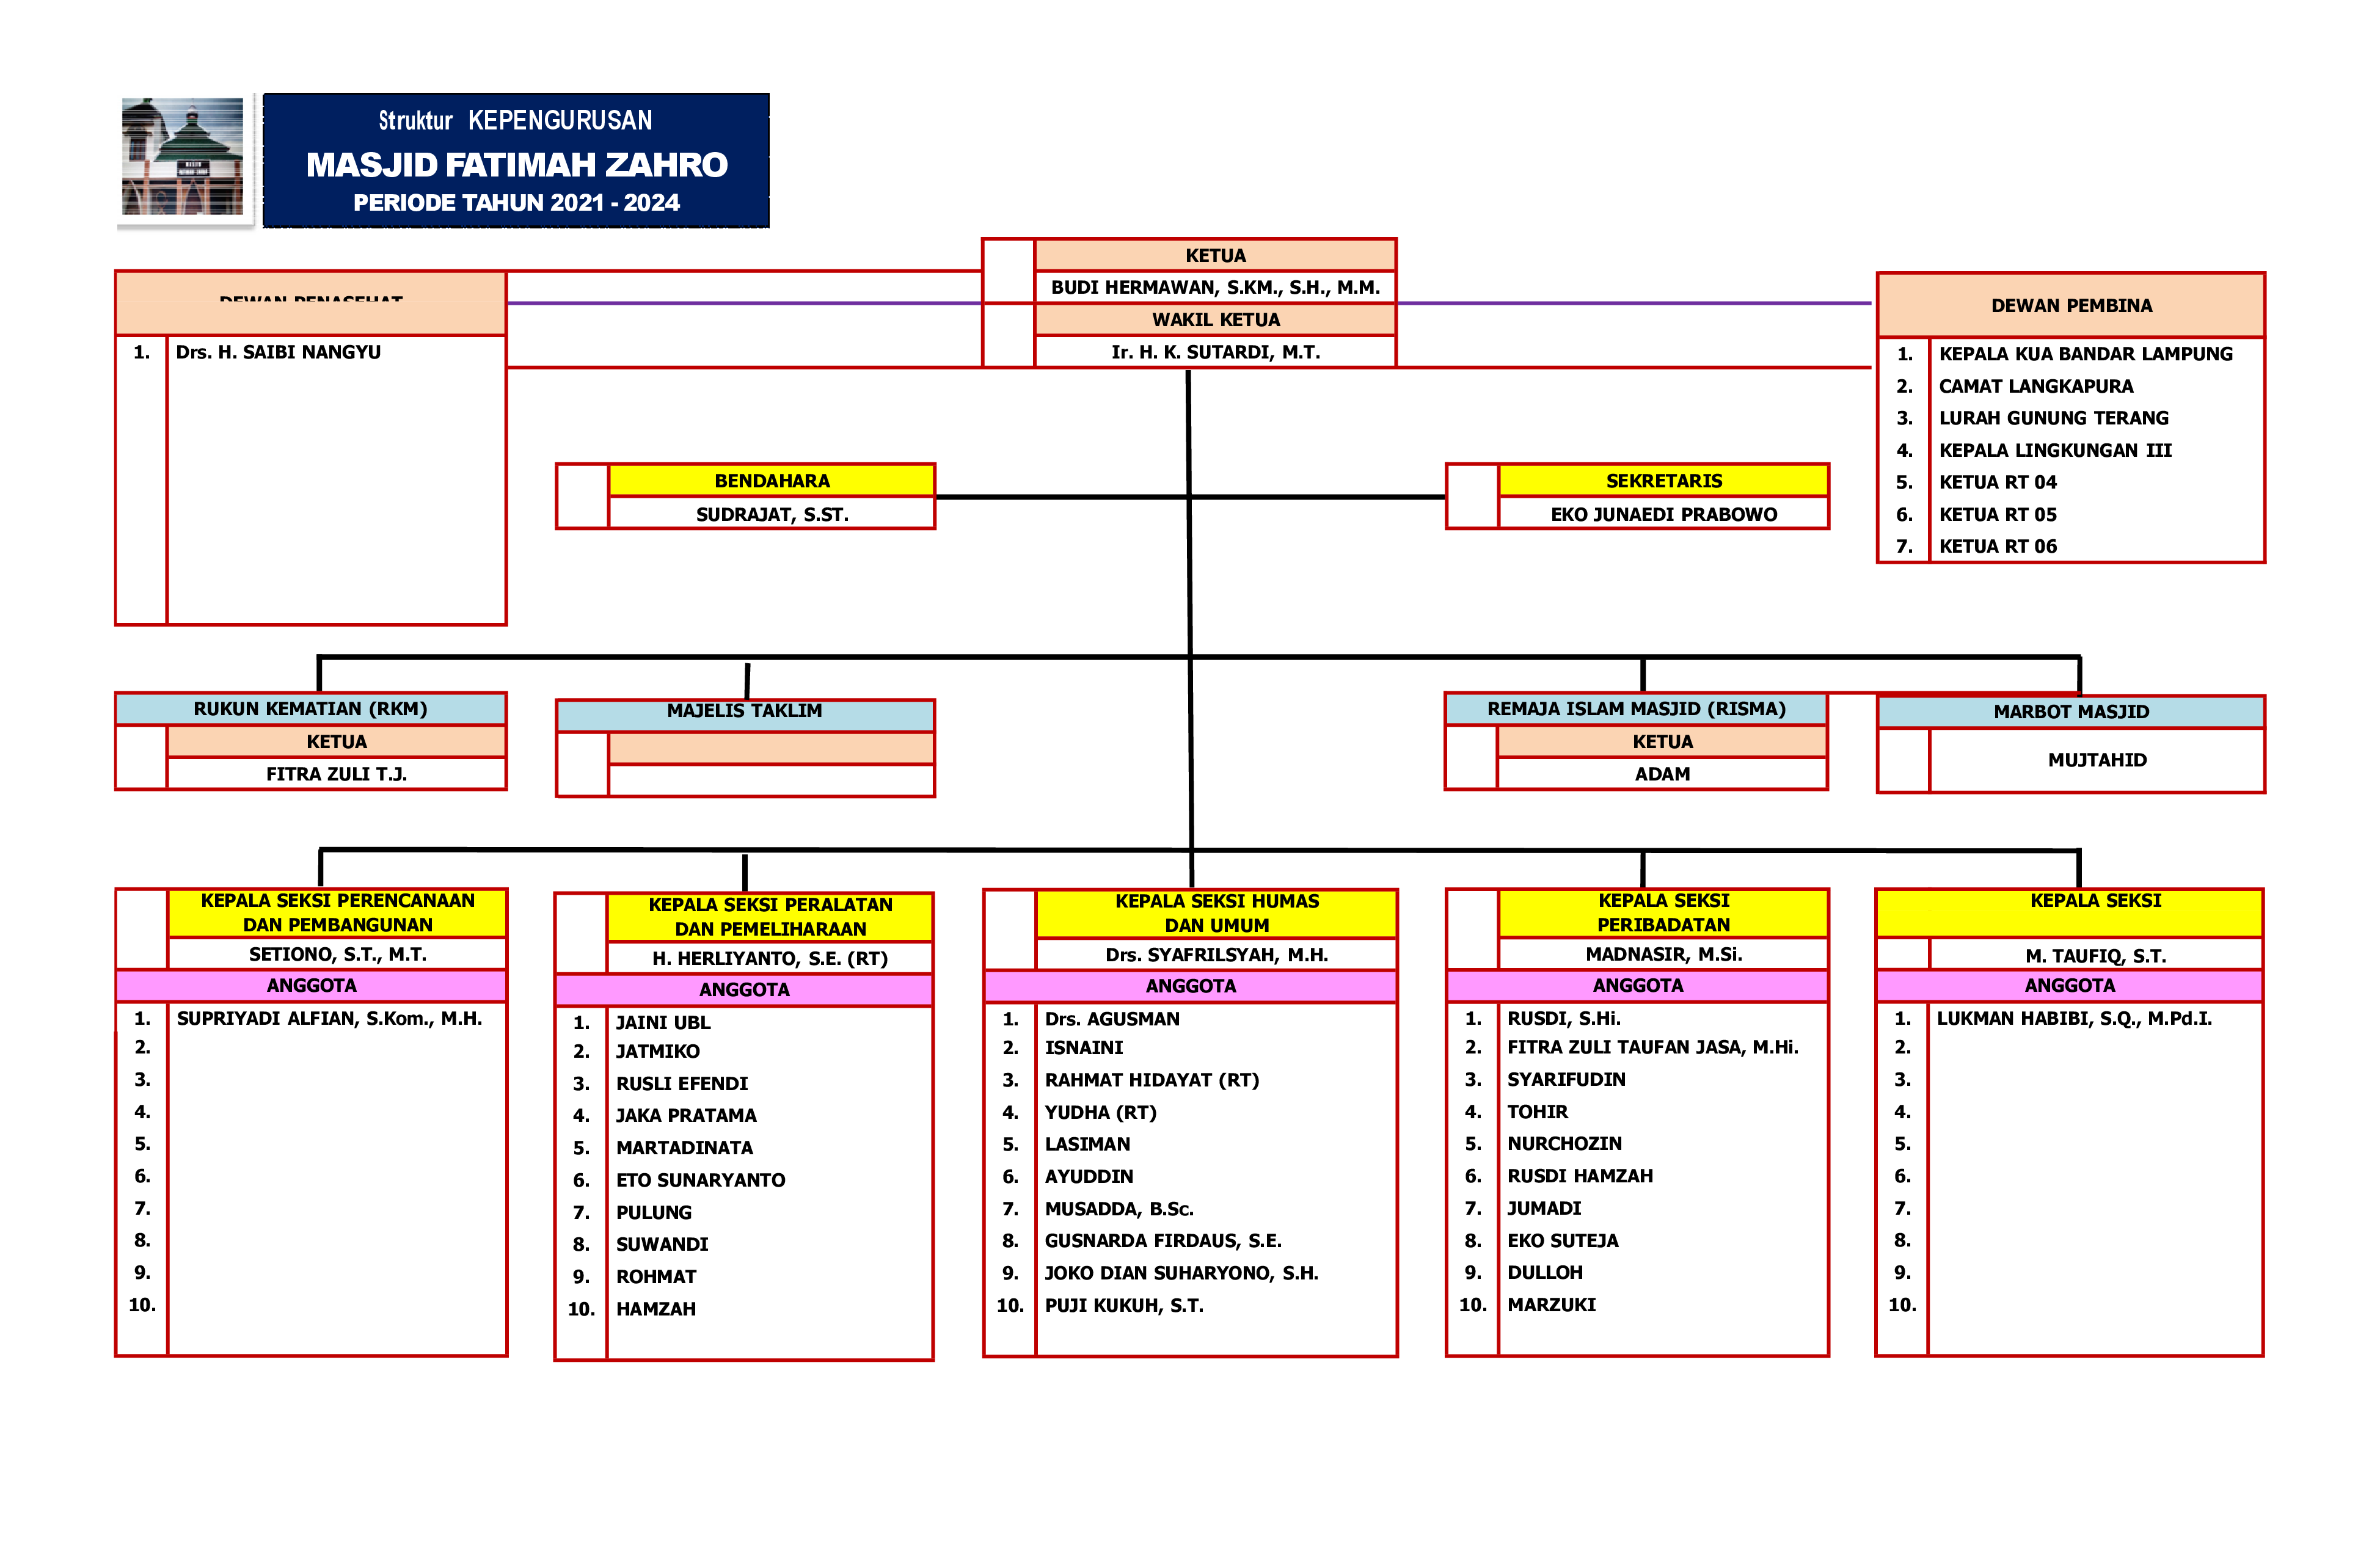 Struktur KEPENGURUSAN
MASJID FATIMAH ZAHRO
PERIODE TAHUN 2021 - 2024
KETUA
BUDI HERMAWAN, S.KM., S.H., M.M.
WAKIL KETUA
Ir. H. K. SUTARDI, M.T.
DEWAN PENASEHAT
1. Drs. H. SAIBI NANGYU
DEWAN PEMBINA
1. KEPALA KUA BANDAR LAMPUNG
2. CAMAT LANGKAPURA
3. LURAH GUNUNG TERANG
4. KEPALA LINGKUNGAN III
5. KETUA RT 04
6. KETUA RT 05
7. KETUA RT 06
BENDAHARA
SUDRAJAT, S.ST.
SEKRETARIS
EKO JUNAEDI PRABOWO
RUKUN KEMATIAN (RKM)
KETUA
FITRA ZULI T.J.
MAJELIS TAKLIM
REMAJA ISLAM MASJID (RISMA)
KETUA
ADAM
MARBOT MASJID
MUJTAHID
KEPALA SEKSI PERENCANAAN
DAN PEMBANGUNAN
SETIONO, S.T., M.T.
ANGGOTA
1. SUPRIYADI ALFIAN, S.Kom., M.H.
2.
3.
4.
5.
6.
7.
8.
9.
10.
KEPALA SEKSI PERALATAN
DAN PEMELIHARAAN
H. HERLIYANTO, S.E. (RT)
ANGGOTA
1. JAINI UBL
2. JATMIKO
3. RUSLI EFENDI
4. JAKA PRATAMA
5. MARTADINATA
6. ETO SUNARYANTO
7. PULUNG
8. SUWANDI
9. ROHMAT
10. HAMZAH
KEPALA SEKSI HUMAS
DAN UMUM
Drs. SYAFRILSYAH, M.H.
ANGGOTA
1. Drs. AGUSMAN
2. ISNAINI
3. RAHMAT HIDAYAT (RT)
4. YUDHA (RT)
5. LASIMAN
6. AYUDDIN
7. MUSADDA, B.Sc.
8. GUSNARDA FIRDAUS, S.E.
9. JOKO DIAN SUHARYONO, S.H.
10. PUJI KUKUH, S.T.
KEPALA SEKSI
PERIBADATAN
MADNASIR, M.Si.
ANGGOTA
1. RUSDI, S.Hi.
2. FITRA ZULI TAUFAN JASA, M.Hi.
3. SYARIFUDIN
4. TOHIR
5. NURCHOZIN
6. RUSDI HAMZAH
7. JUMADI
8. EKO SUTEJA
9. DULLOH
10. MARZUKI
KEPALA SEKSI
M. TAUFIQ, S.T.
ANGGOTA
1. LUKMAN HABIBI, S.Q., M.Pd.I.
2.
3.
4.
5.
6.
7.
8.
9.
10.